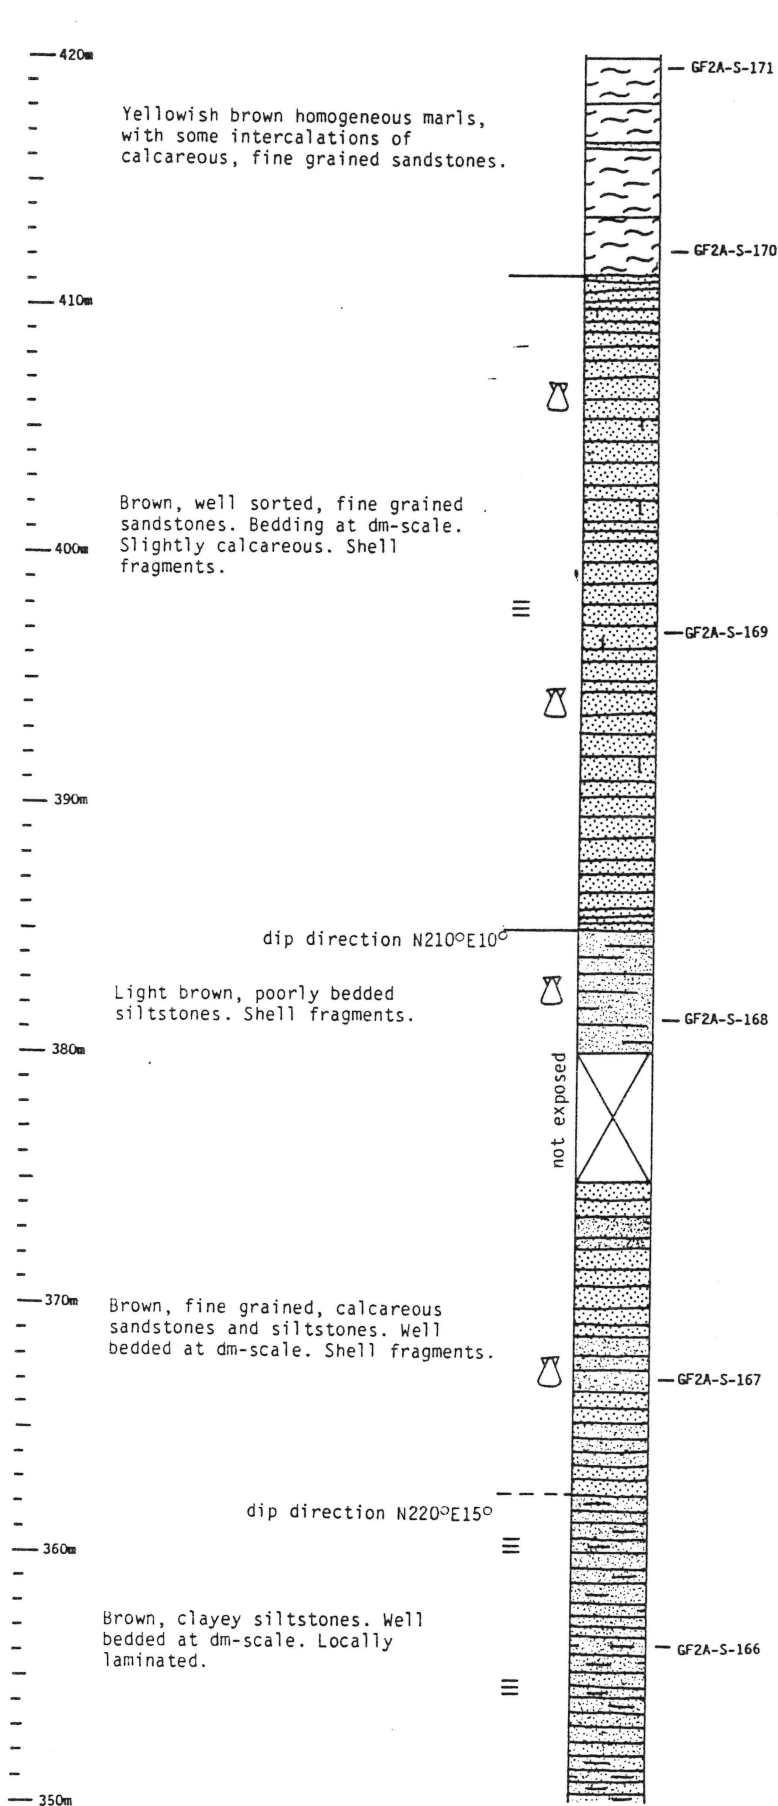 420m
GF2A-S-171
Yellowish brown homogeneous marls,
with some intercalations of
calcareous, fine grained sandstones.
GF2A-S-170
410m
Brown, well sorted, fine grained
sandstones. Bedding at dm-scale.
Slightly calcareous. Shell
fragments.
400m
GF2A-S-169
390m
dip direction N210°E10°
Light brown, poorly bedded
siltstones. Shell fragments.
GF2A-S-168
380m
not exposed
370m
Brown, fine grained, calcareous
sandstones and siltstones. Well
bedded at dm-scale. Shell fragments.
GF2A-S-167
dip direction N220°E15°
360m
Brown, clayey siltstones. Well
bedded at dm-scale. Locally
laminated.
GF2A-S-166
350m